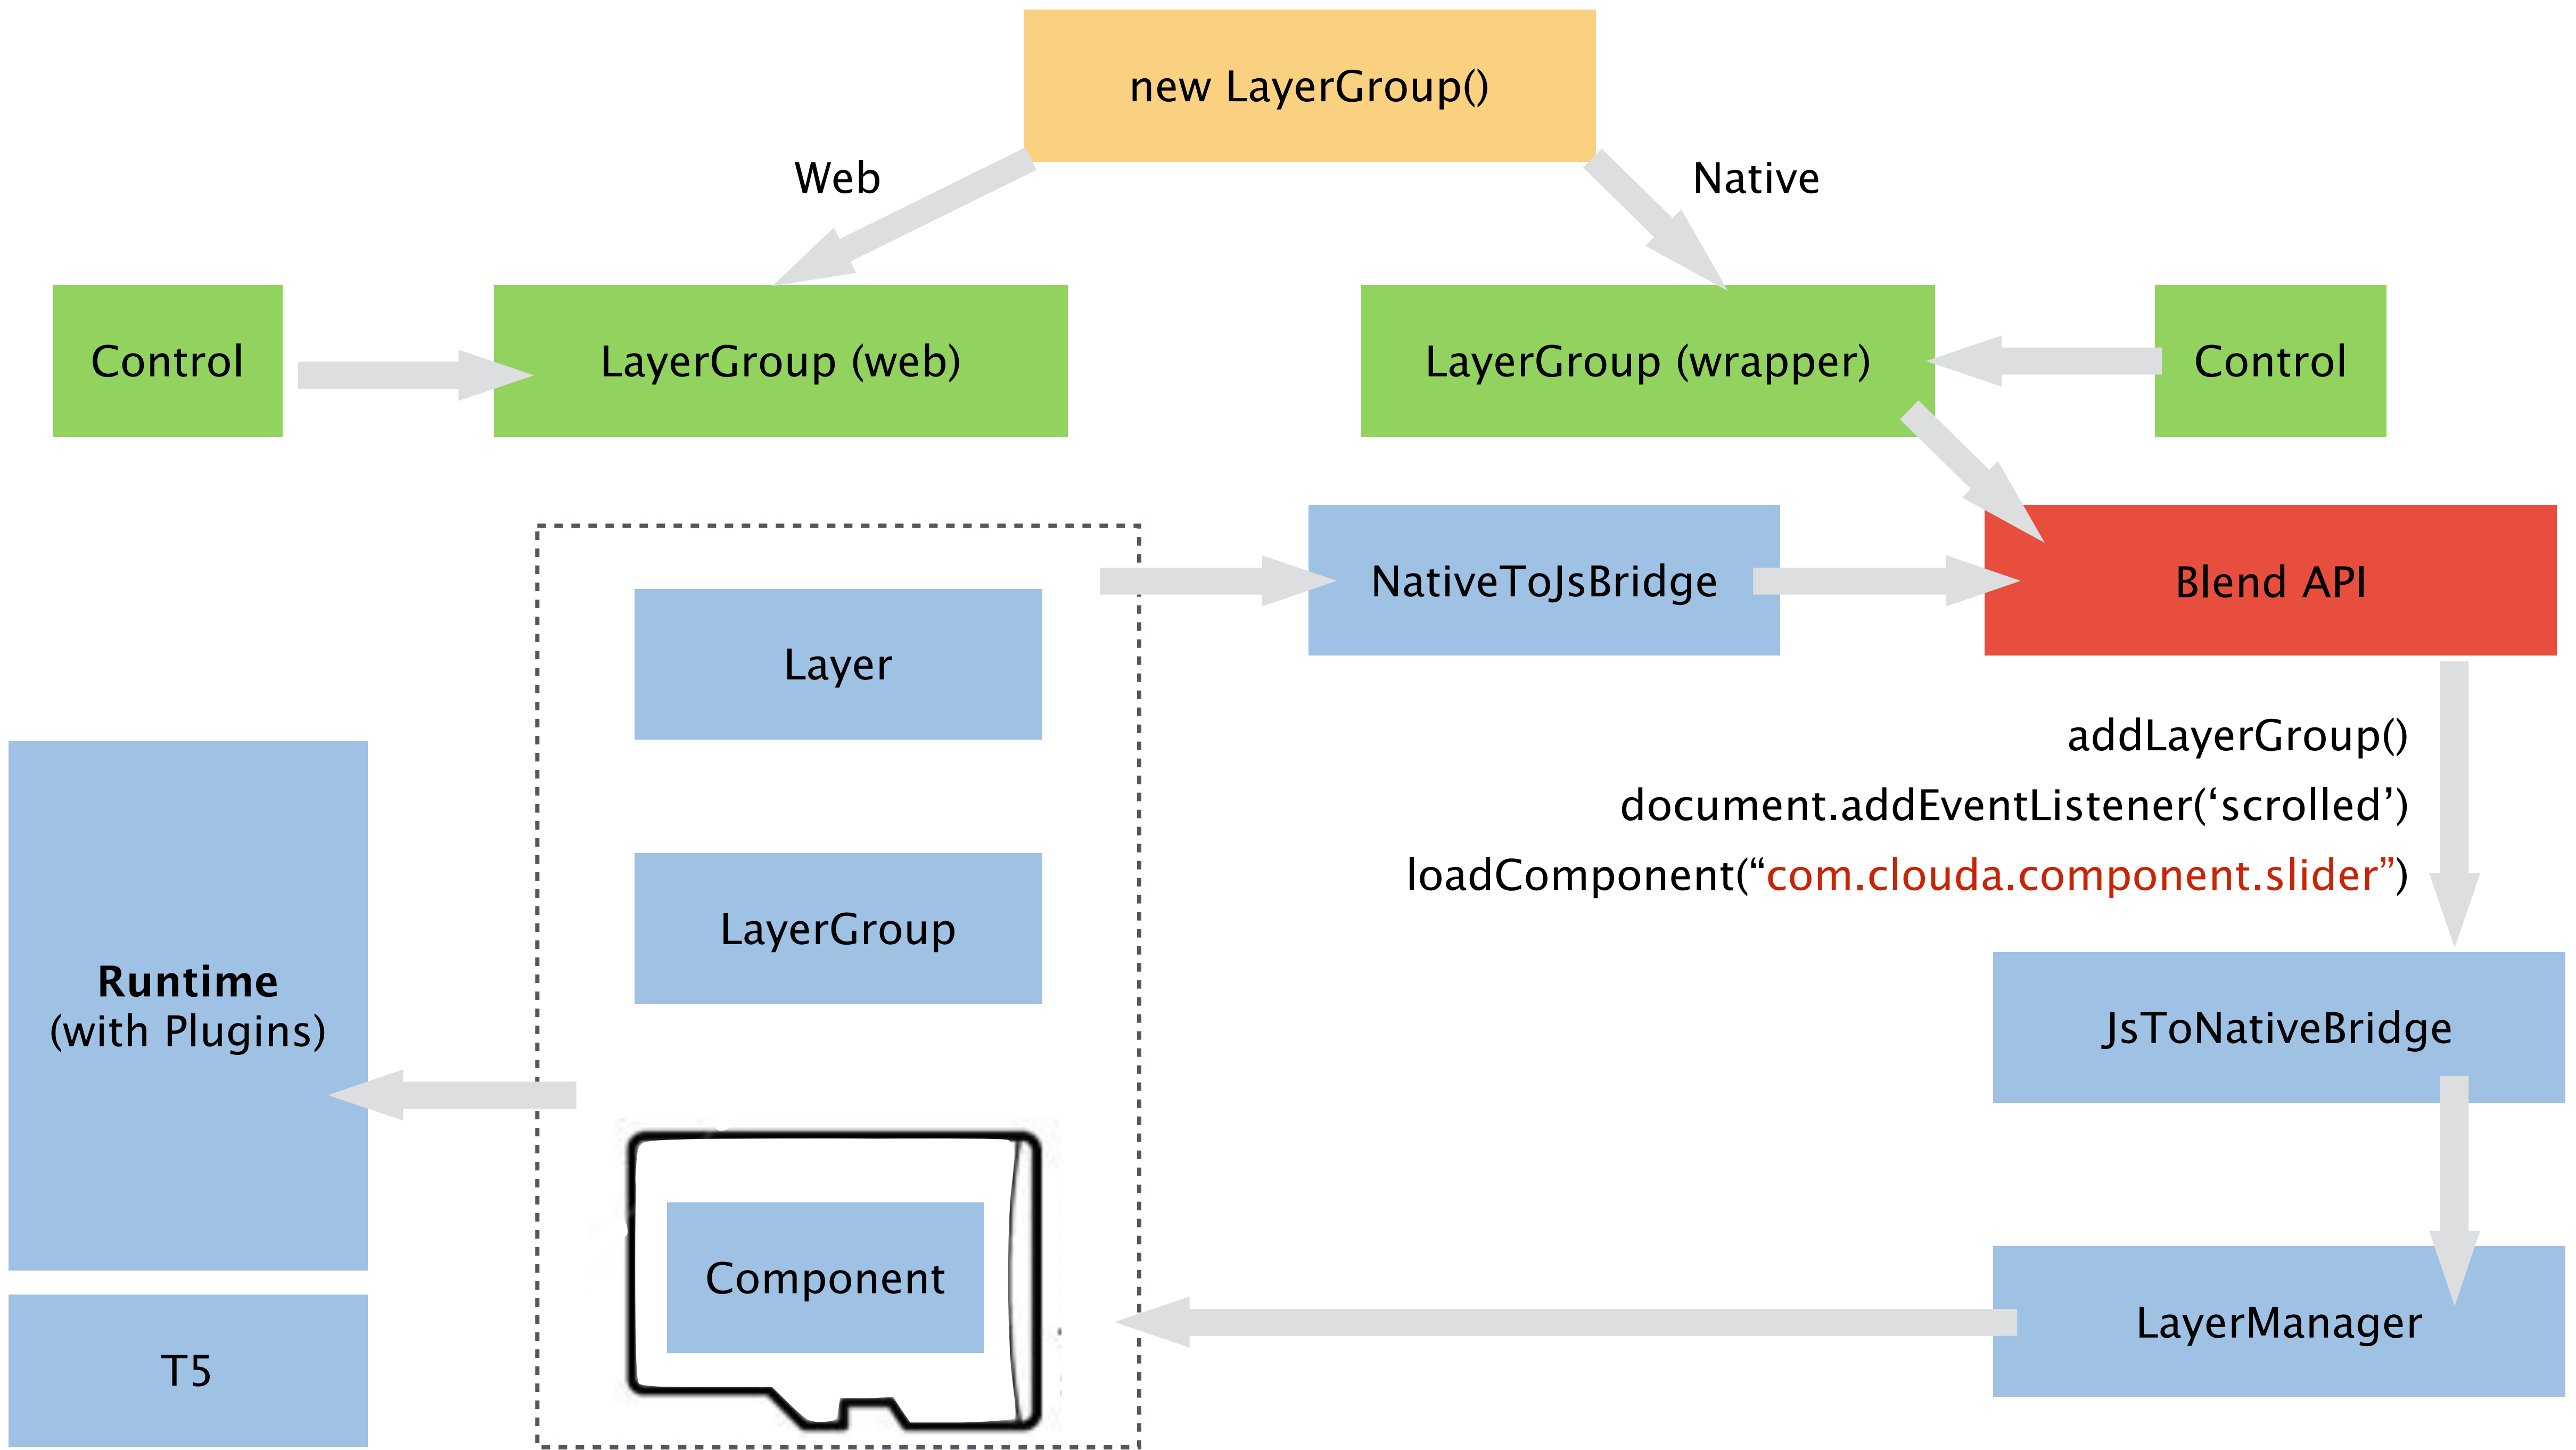 new LayerGroup()
Web
Native
Control
LayerGroup (web)
LayerGroup (wrapper)
Control
NativeToJsBridge
Blend API
Layer
addLayerGroup()
document.addEventListener(‘scrolled’)
loadComponent(“com.clouda.component.slider”)
LayerGroup
Runtime
(with Plugins)
JsToNativeBridge
Component
LayerManager
T5